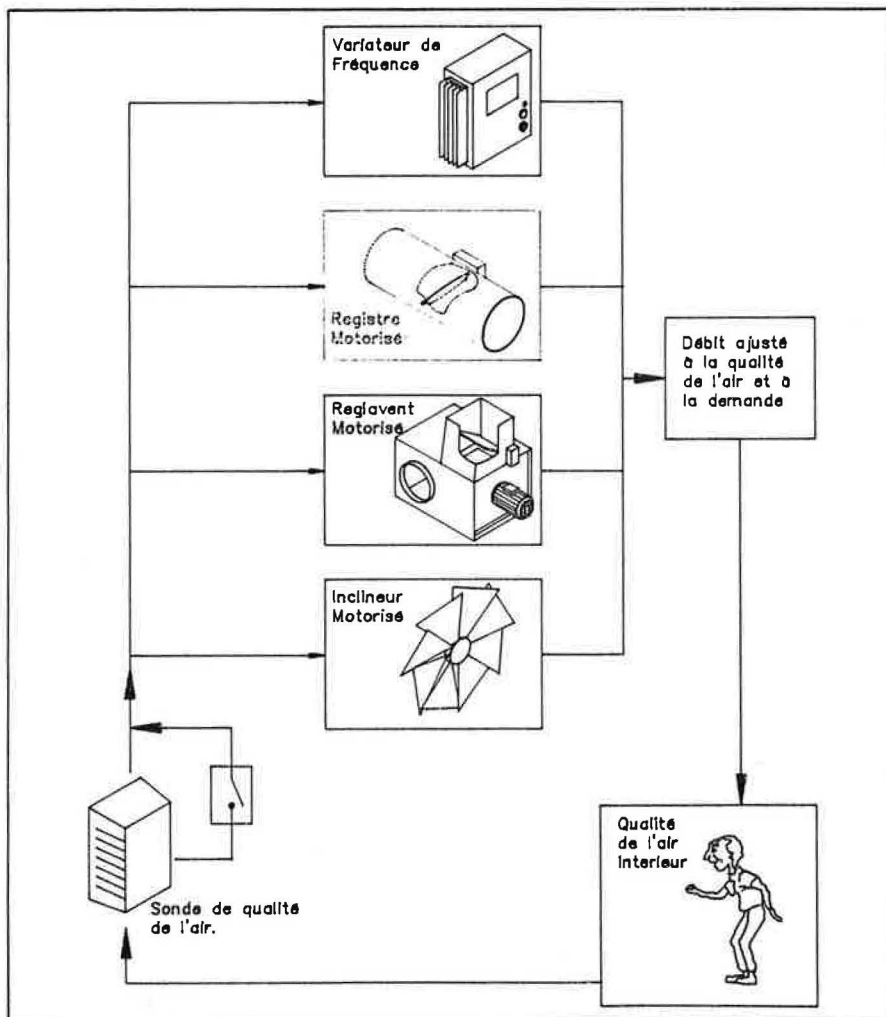 Variateur de
Fréquence
Registre
Motorisé
Reglavent
Motorisé
Inclineur
Motorisé
Débit ajusté
à la qualité
de l'air et à
la demande
Qualité
de l'air
interieur
Sonde de qualité
de l'air.